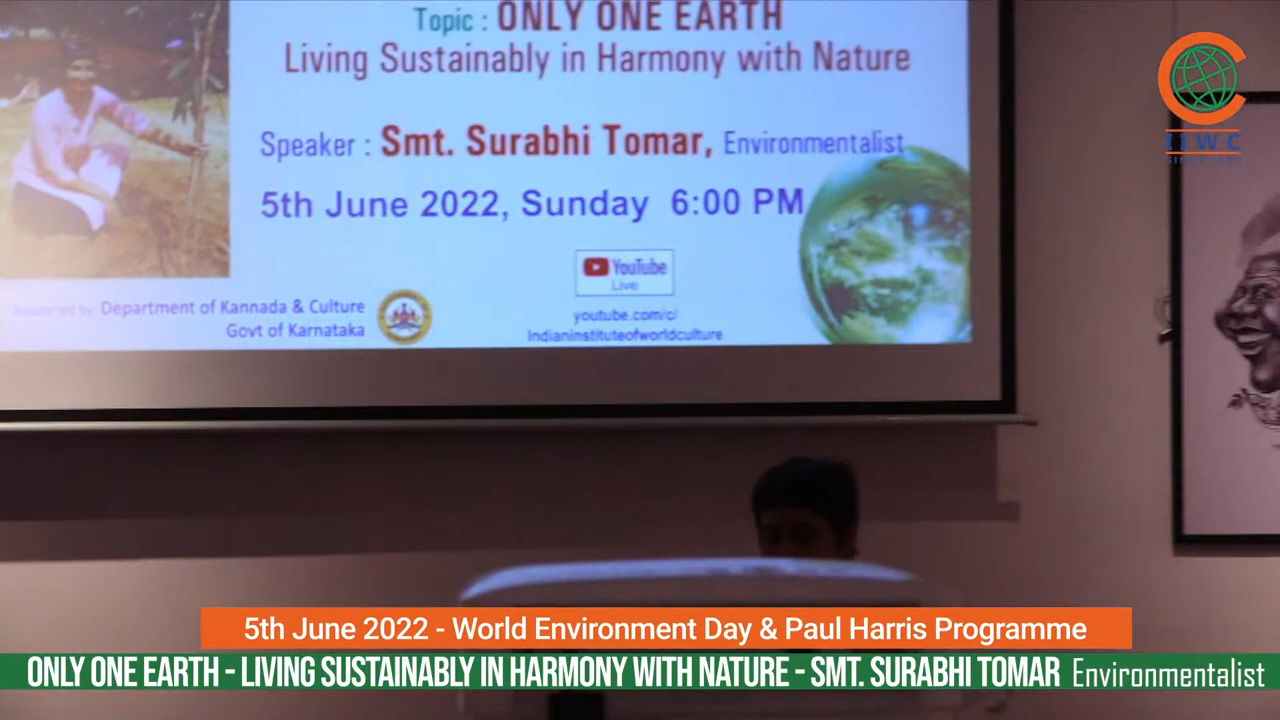 Topic : ONLY ONE EARTH
Living Sustainably in Harmony with Nature
Speaker : Smt. Surabhi Tomar, Environmentalist
5th June 2022, Sunday 6:00 PM
YouTube
Live
youtube.com/c/
Indianinstituteofworldculture
Supported by: Department of Kannada & Culture
Govt of Karnataka
IIWC
5th June 2022 - World Environment Day & Paul Harris Programme
ONLY ONE EARTH - LIVING SUSTAINABLY IN HARMONY WITH NATURE - SMT. SURABHI TOMAR Environmentalist